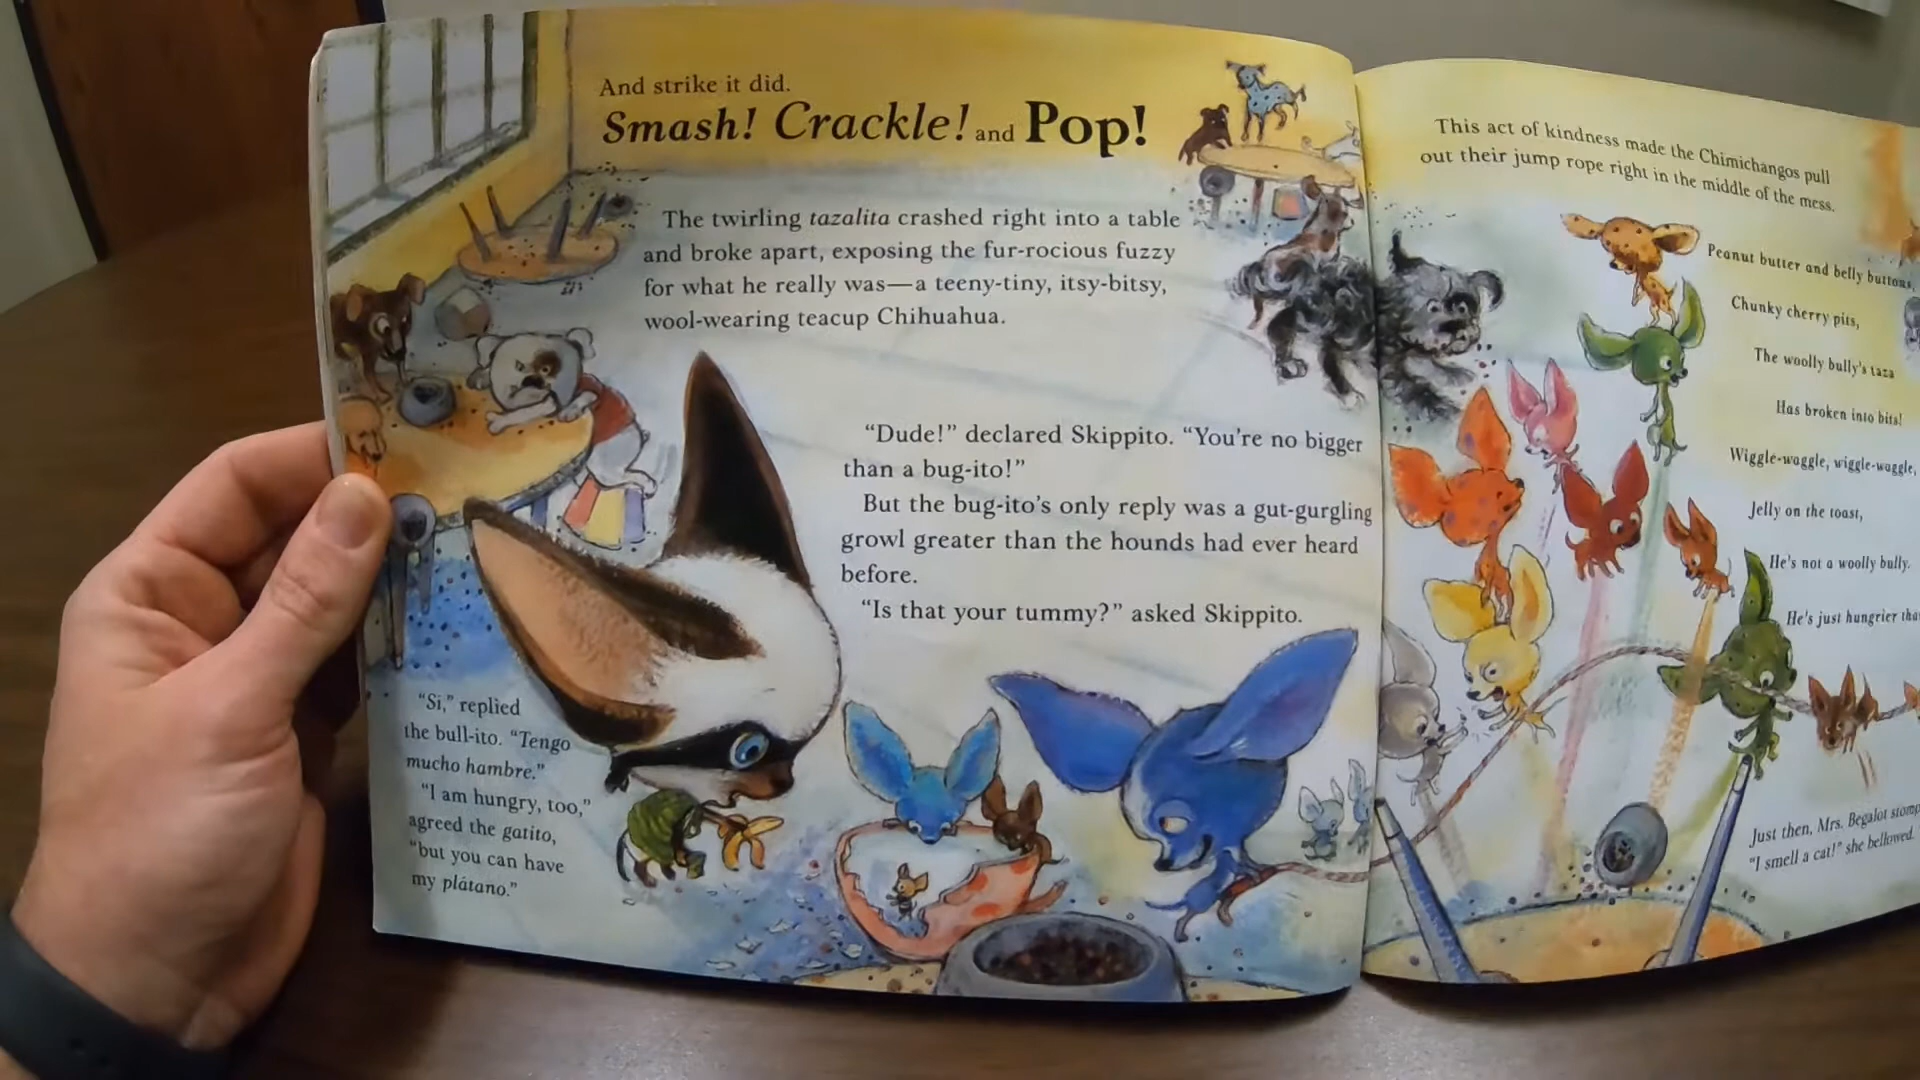 And strike it did.
Smash! Crackle! and Pop!
The twirling tazalita crashed right into a table
and broke apart, exposing the fur-rocious fuzzy
for what he really was—a teeny-tiny, itsy-bitsy,
wool-wearing teacup Chihuahua.
“Dude!” declared Skippito. “You're no bigger
than a bug-ito!”
But the bug-ito's only reply was a gut-gurgling
growl greater than the hounds had ever heard
before.
“Is that your tummy?” asked Skippito.
“Si,” replied
the bull-ito. “Tengo
mucho hambre.”
“I am hungry, too,”
agreed the gatito,
“but you can have
my plátano.”
This act of kindness made the Chimichangos pull
out their jump rope right in the middle of the mess.
Peanut butter and belly buttons,
Chunky cherry pits,
The woolly bully's taza
Has broken into bits!
Wiggle-waggle, wiggle-waggle,
Jelly on the toast,
He's not a woolly bully.
He's just hungrier
Just then, Mrs. Begalot
“I smell a cat!” she bellowed.